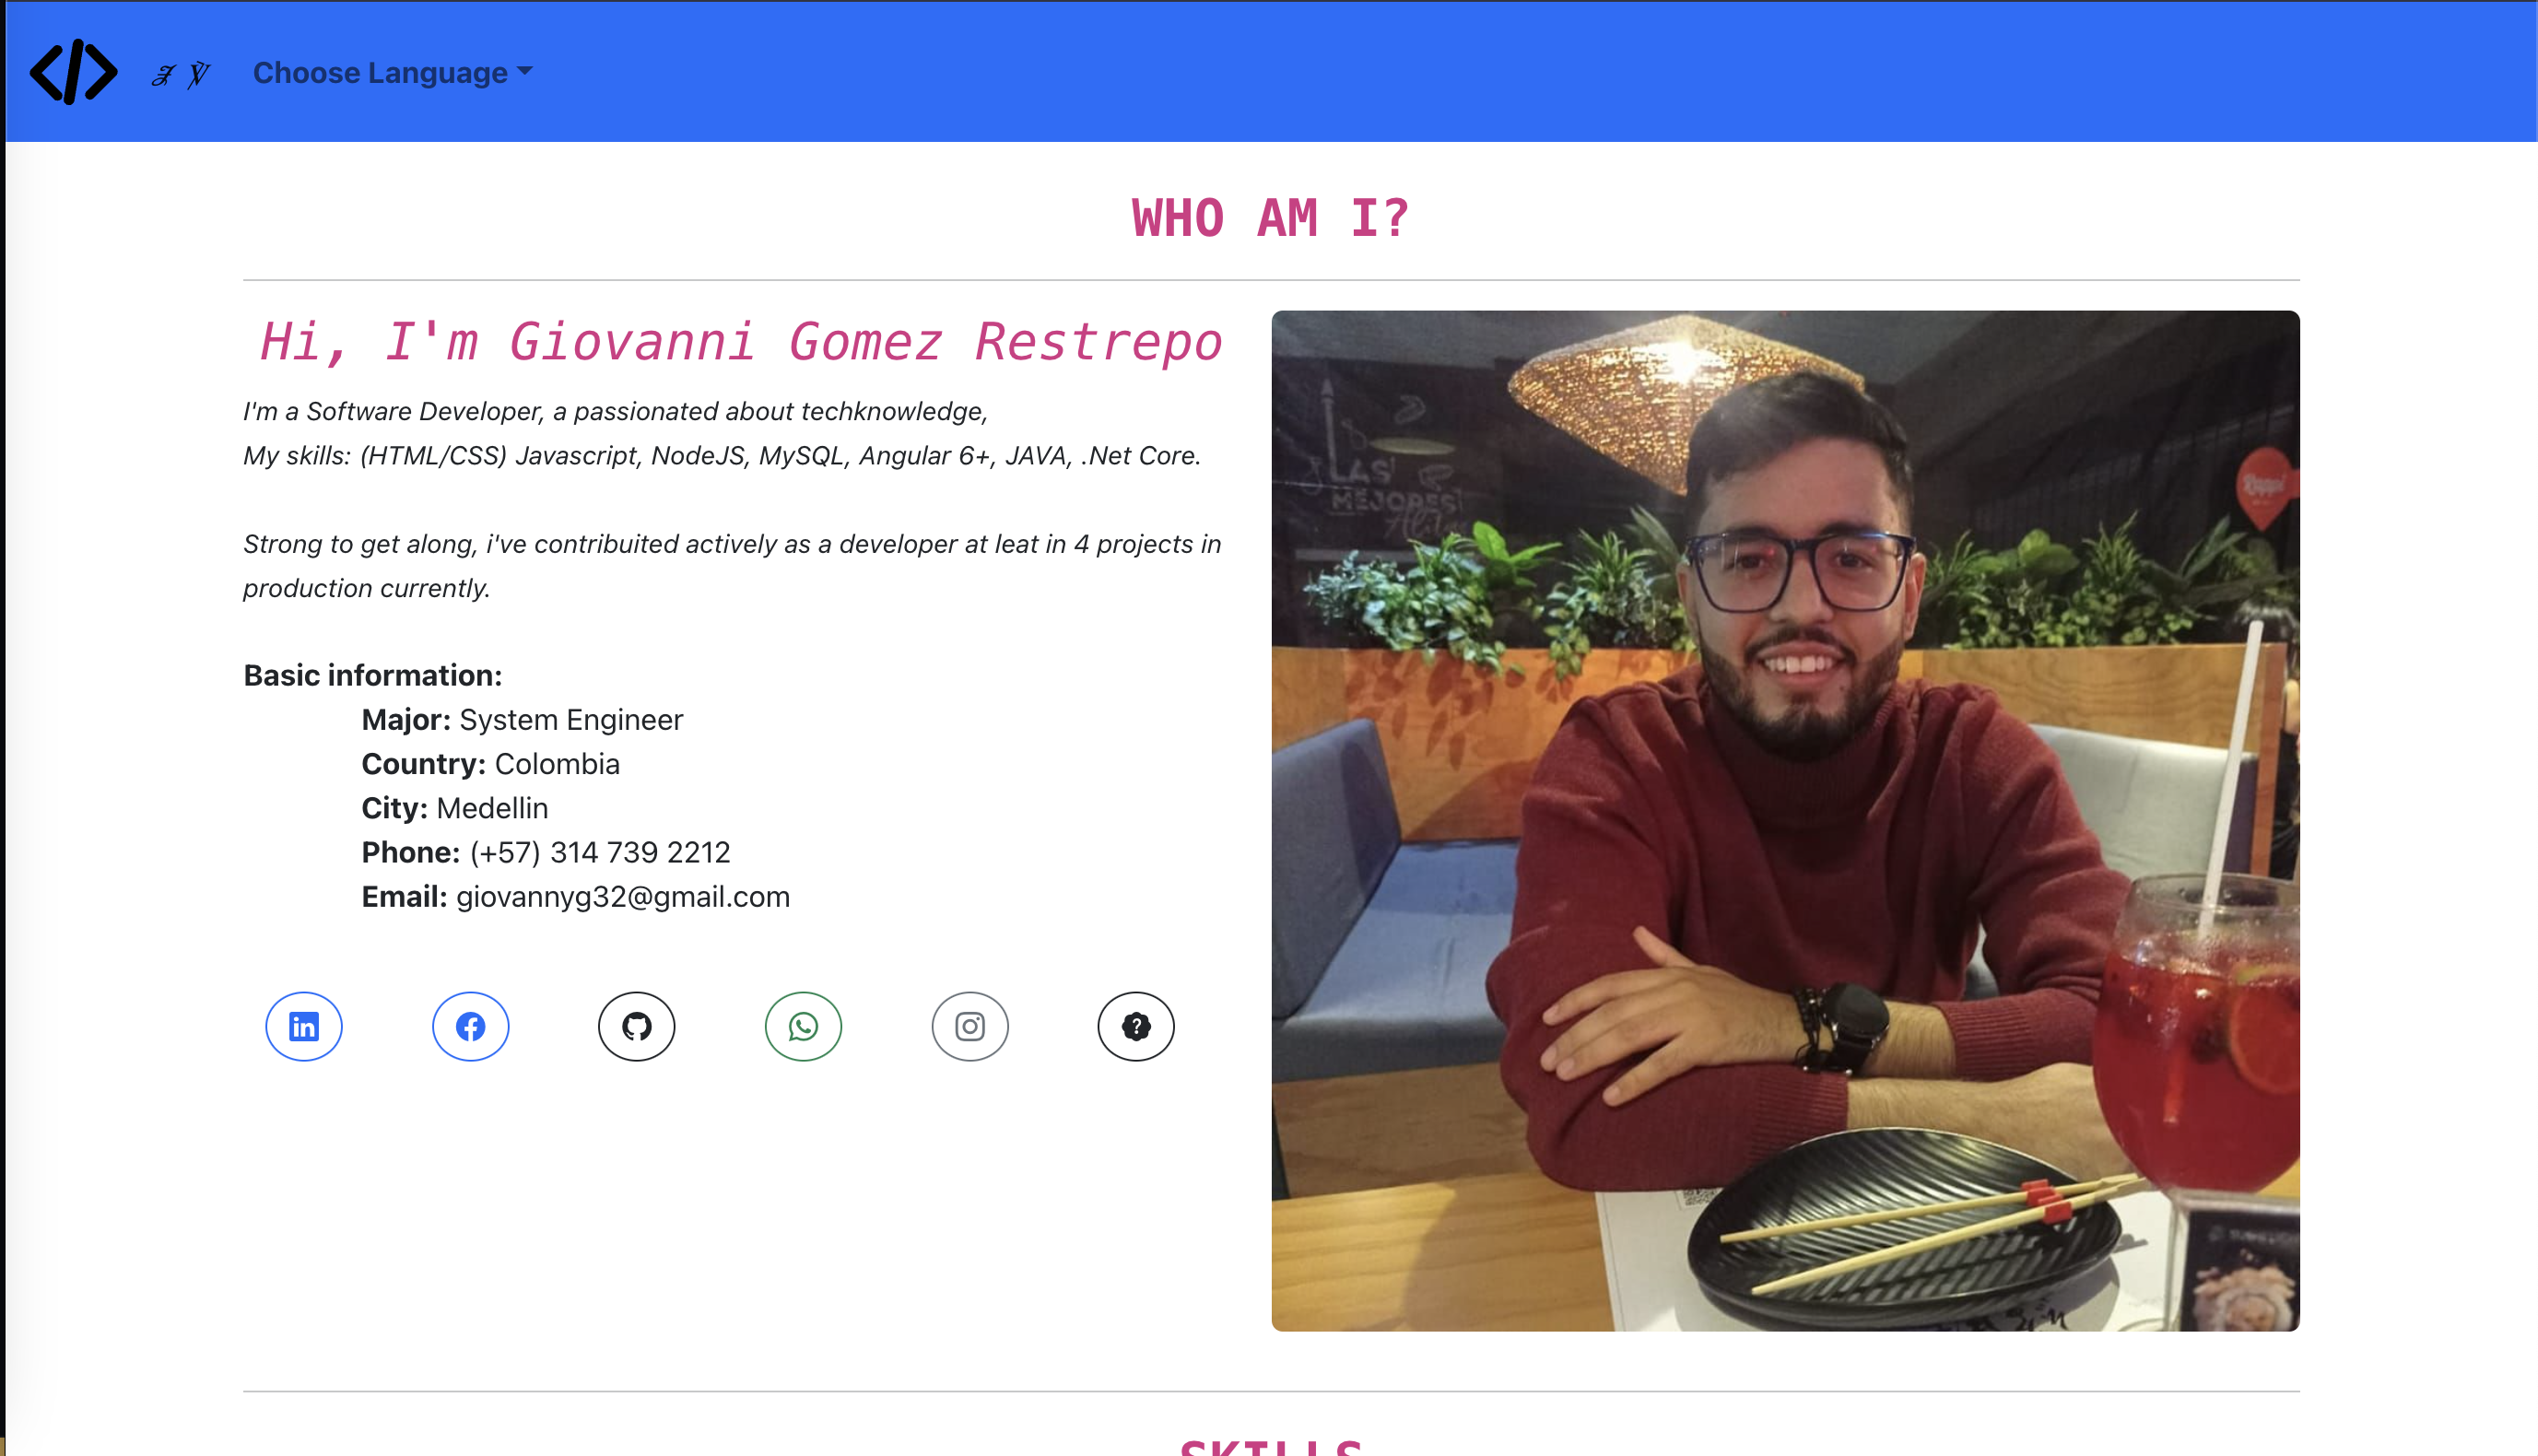 Choose Language
WHO AM I?
Hi, I'm Giovanni Gomez Restrepo
I'm a Software Developer, a passionated about techknowledge,
My skills: (HTML/CSS) Javascript, NodeJS, MySQL, Angular 6+, JAVA, .Net Core.
Strong to get along, i've contribuited actively as a developer at leat in 4 projects in
production currently.
Basic information:
Major: System Engineer
Country: Colombia
City: Medellin
Phone: (+57) 314 739 2212
Email: giovannyg32@gmail.com
LAS
MEJORES
Alitas
Rappi
SKILLS